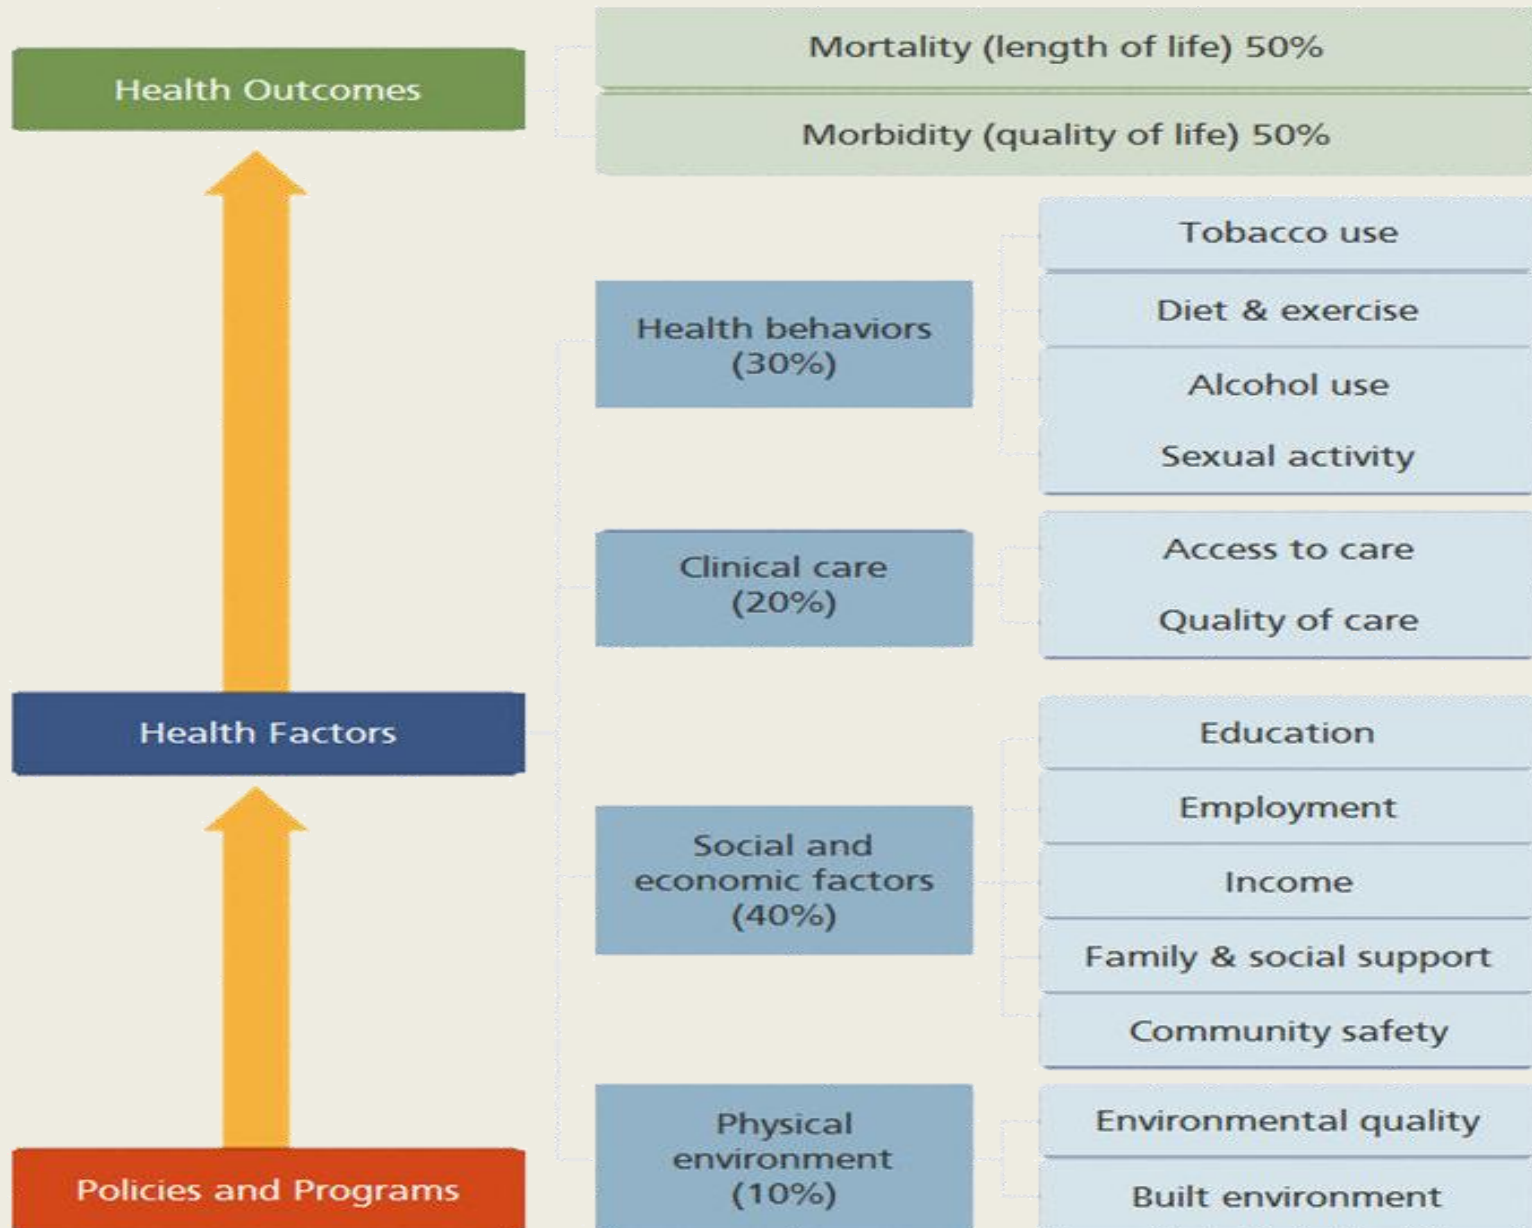 Health Outcomes
Mortality (length of life) 50%
Morbidity (quality of life) 50%
Health behaviors
(30%)
Tobacco use
Diet & exercise
Alcohol use
Sexual activity
Clinical care
(20%)
Access to care
Quality of care
Health Factors
Social and
economic factors
(40%)
Education
Employment
Income
Family & social support
Community safety
Physical
environment
(10%)
Environmental quality
Built environment
Policies and Programs